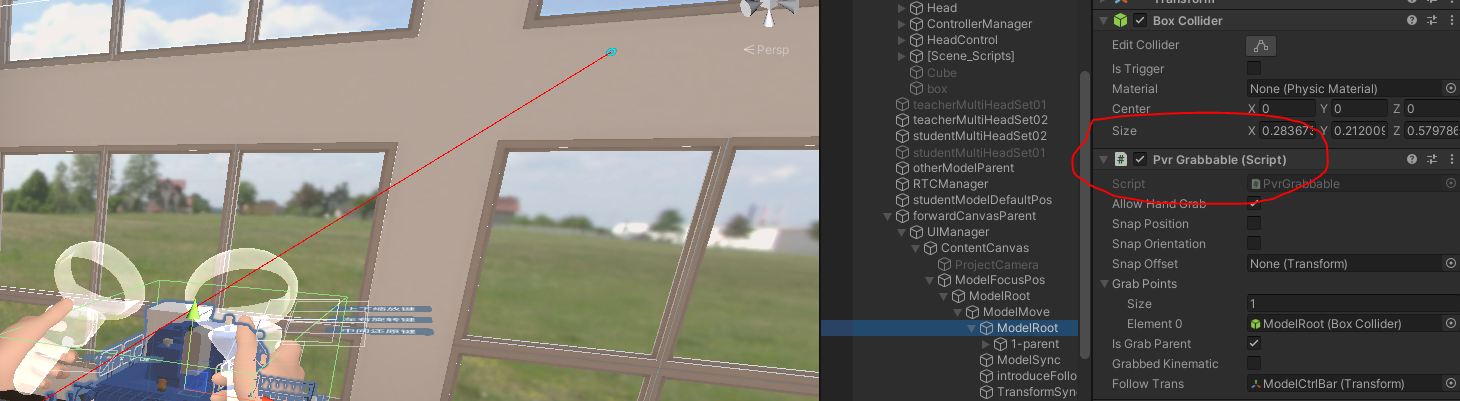 Persp
Head
ControllerManager
HeadControl
[Scene_Scripts]
Cube
box
teacherMultiHeadSet01
teacherMultiHeadSet02
studentMultiHeadSet02
studentMultiHeadSet01
otherModelParent
RTCManager
studentModelDefaultPos
forwardCanvasParent
UIManager
ContentCanvas
ProjectCamera
ModelFocusPos
ModelRoot
ModelMove
ModelRoot
1-parent
ModelSync
introduceFollo
TransformSyn
Transform
Box Collider
Edit Collider
Is Trigger
Material None (Physic Material)
Center X 0 Y 0 Z 0
Size X 0.28367 Y 0.212009 Z 0.579786
Pvr Grabbable (Script)
Script PvrGrabbable
Allow Hand Grab
Snap Position
Snap Orientation
Snap Offset None (Transform)
Grab Points
Size 1
Element 0 ModelRoot (Box Collider)
Is Grab Parent
Grabbed Kinematic
Follow Trans ModelCtrlBar (Transform)